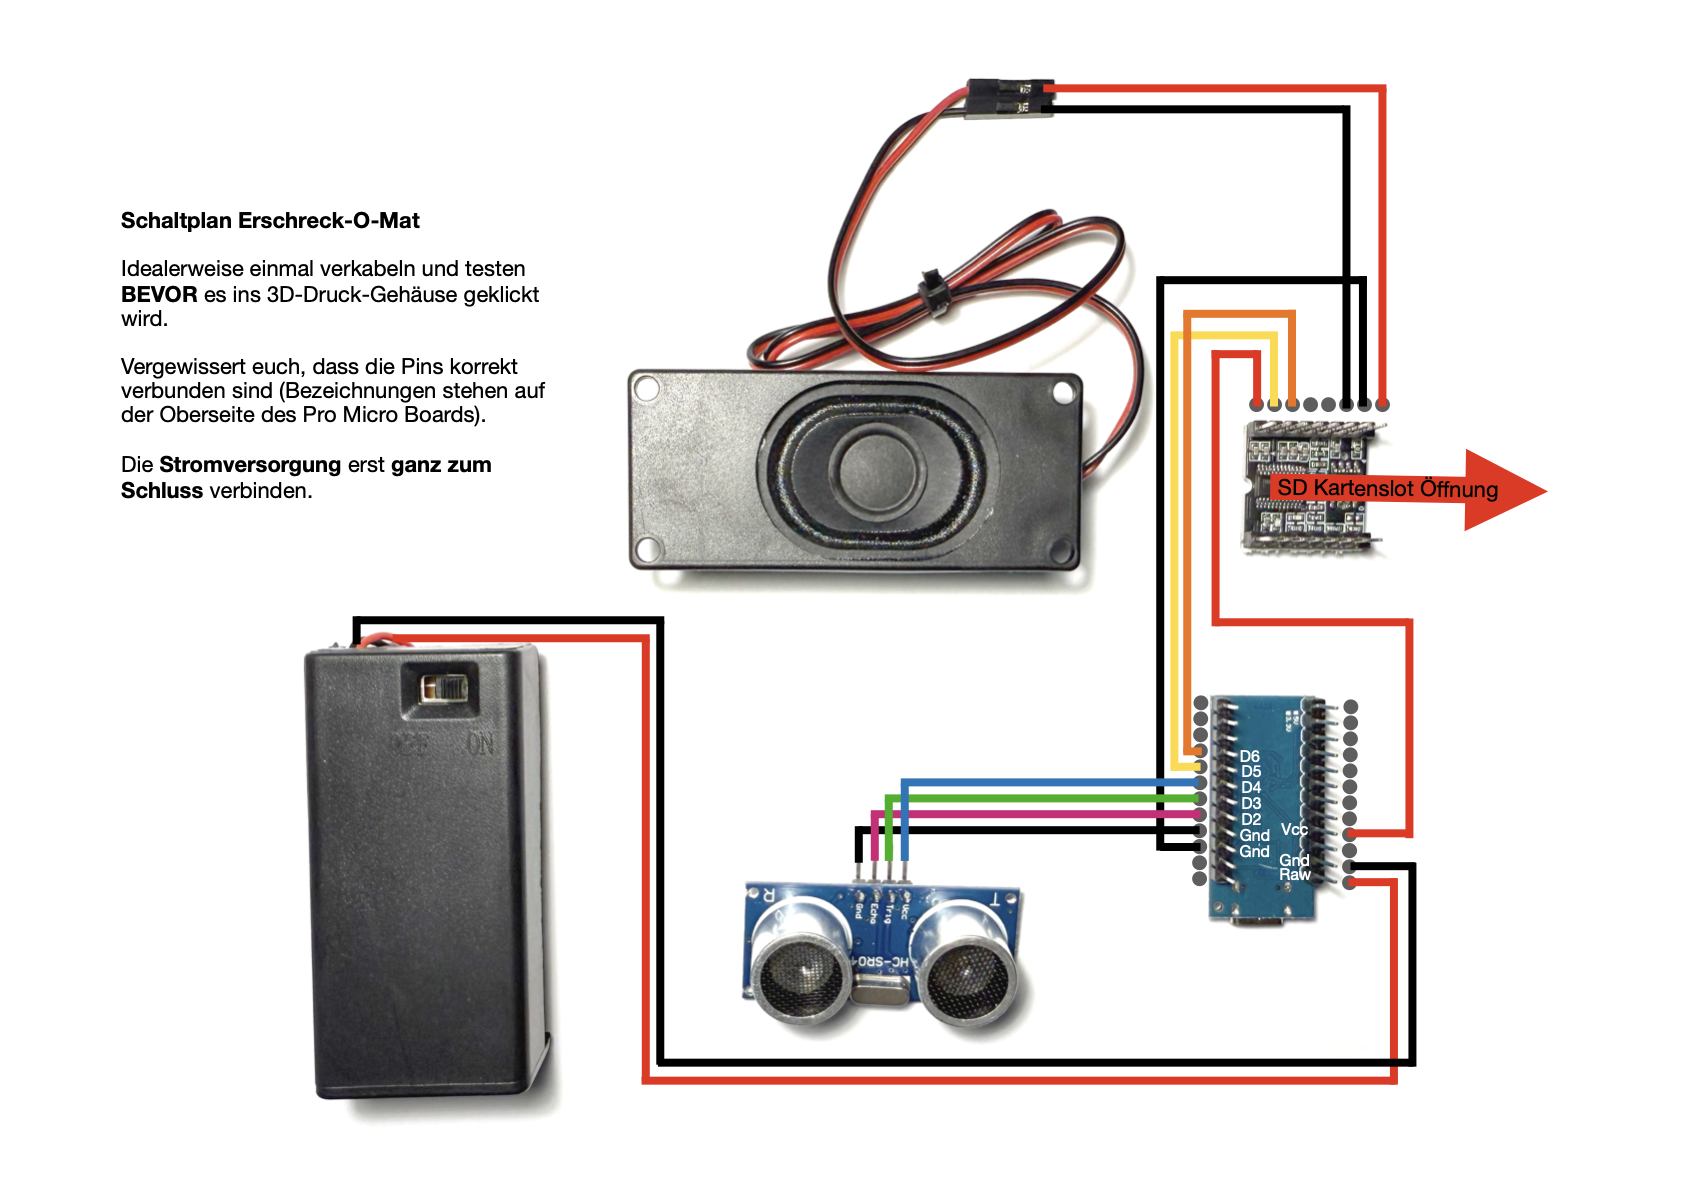 Schaltplan Erschreck-O-Mat
Idealerweise einmal verkabeln und testen
BEVOR es ins 3D-Druck-Gehäuse geklickt
wird.
Vergewissert euch, dass die Pins korrekt
verbunden sind (Bezeichnungen stehen auf
der Oberseite des Pro Micro Boards).
Die Stromversorgung erst ganz zum
Schluss verbinden.
SD Kartenslot Öffnung
OFF ON
D6
D5
D4
D3
D2
Gnd
Gnd
Vcc
Gnd
Raw
R
Gnd
Echo
Trig
Vcc
T
HC-SR04